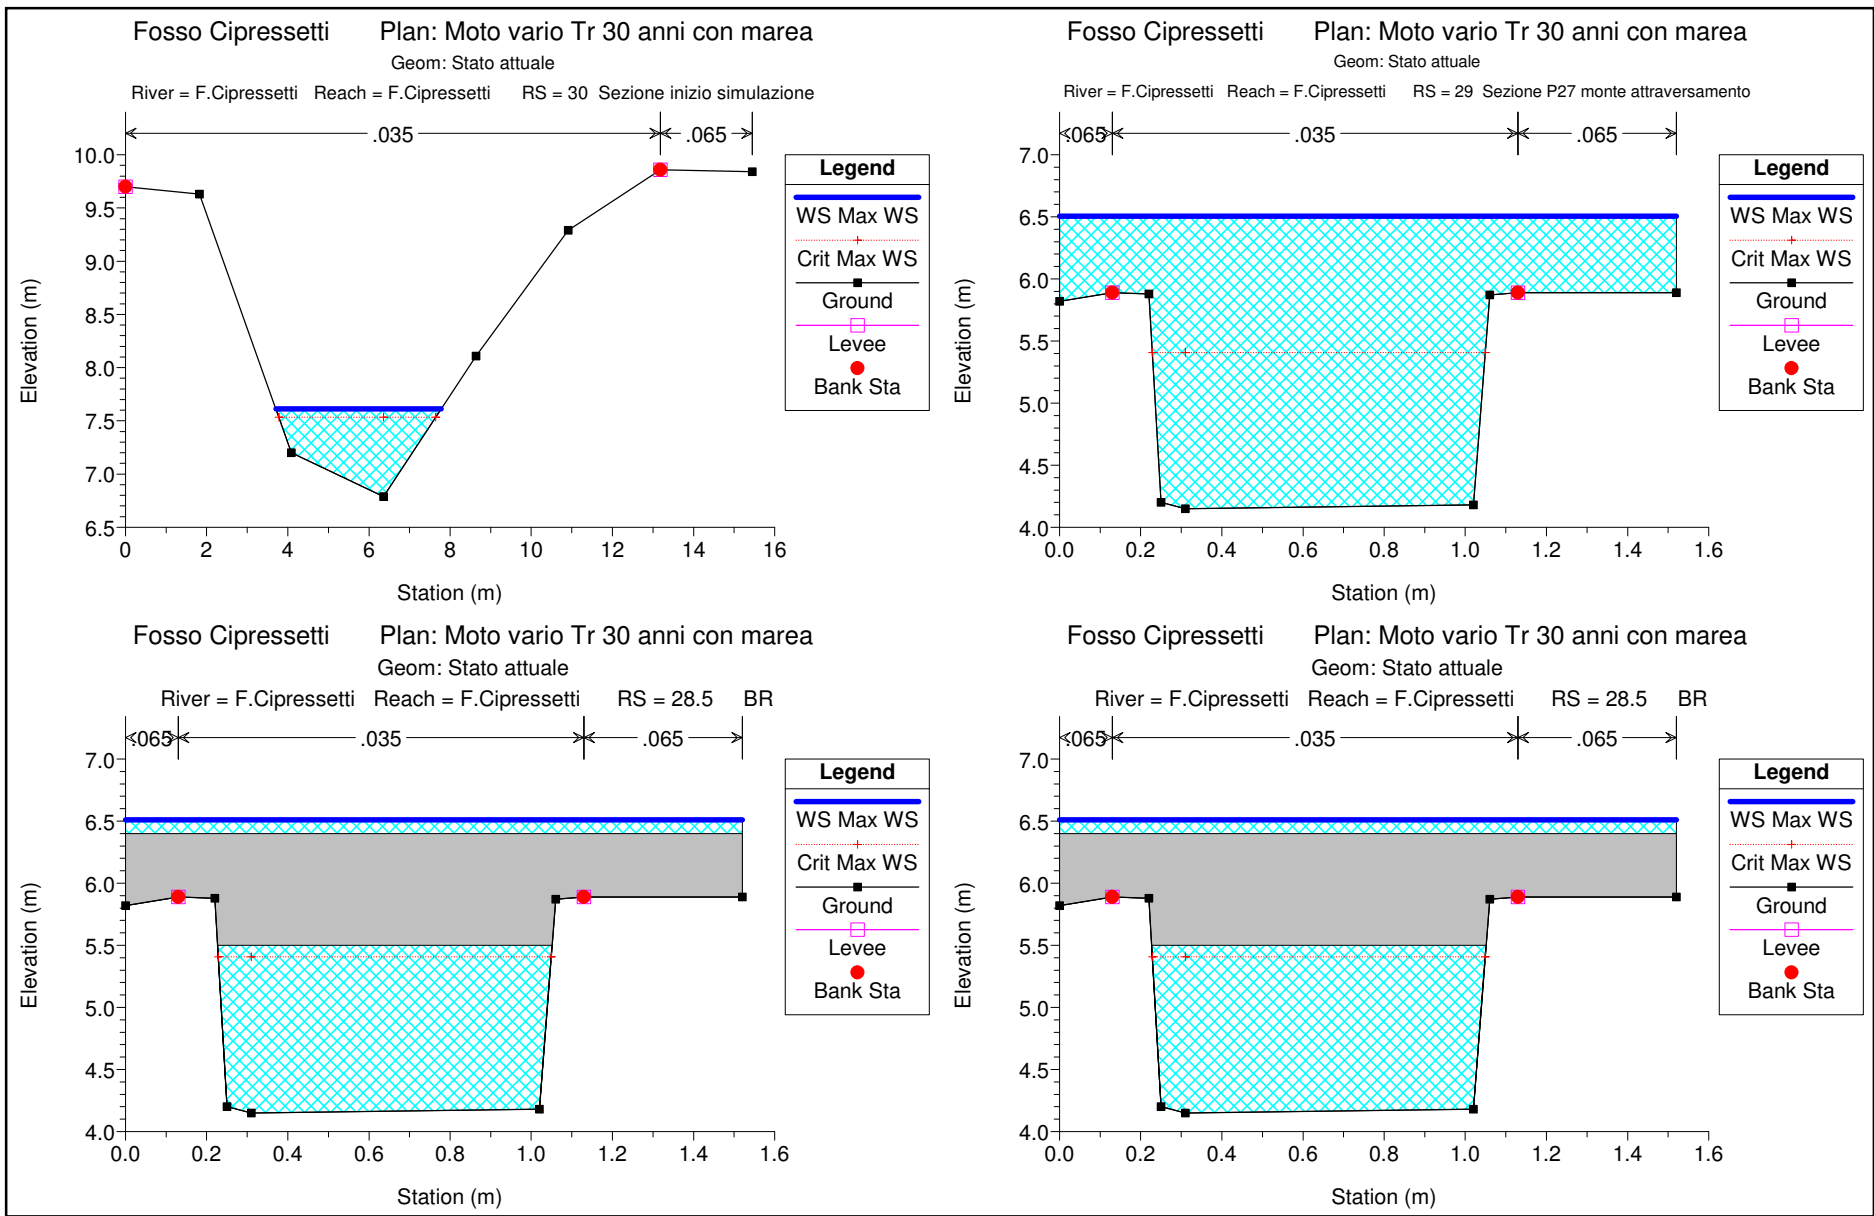 Fosso Cipressetti Plan: Moto vario Tr 30 anni con marea
Geom: Stato attuale
River = F.Cipressetti Reach = F.Cipressetti RS = 30 Sezione inizio simulazione
.035 .065
10.0
9.5
9.0
8.5
8.0
7.5
7.0
6.5
Elevation (m)
0 2 4 6 8 10 12 14 16
Station (m)
Legend
WS Max WS
Crit Max WS
Ground
Levee
Bank Sta
Fosso Cipressetti Plan: Moto vario Tr 30 anni con marea
Geom: Stato attuale
River = F.Cipressetti Reach = F.Cipressetti RS = 29 Sezione P27 monte attraversamento
.065 .035 .065
7.0
6.5
6.0
5.5
5.0
4.5
4.0
Elevation (m)
0.0 0.2 0.4 0.6 0.8 1.0 1.2 1.4 1.6
Station (m)
Legend
WS Max WS
Crit Max WS
Ground
Levee
Bank Sta
Fosso Cipressetti Plan: Moto vario Tr 30 anni con marea
Geom: Stato attuale
River = F.Cipressetti Reach = F.Cipressetti RS = 28.5 BR
.065 .035 .065
7.0
6.5
6.0
5.5
5.0
4.5
4.0
Elevation (m)
0.0 0.2 0.4 0.6 0.8 1.0 1.2 1.4 1.6
Station (m)
Legend
WS Max WS
Crit Max WS
Ground
Levee
Bank Sta
Fosso Cipressetti Plan: Moto vario Tr 30 anni con marea
Geom: Stato attuale
River = F.Cipressetti Reach = F.Cipressetti RS = 28.5 BR
.065 .035 .065
7.0
6.5
6.0
5.5
5.0
4.5
4.0
Elevation (m)
0.0 0.2 0.4 0.6 0.8 1.0 1.2 1.4 1.6
Station (m)
Legend
WS Max WS
Crit Max WS
Ground
Levee
Bank Sta